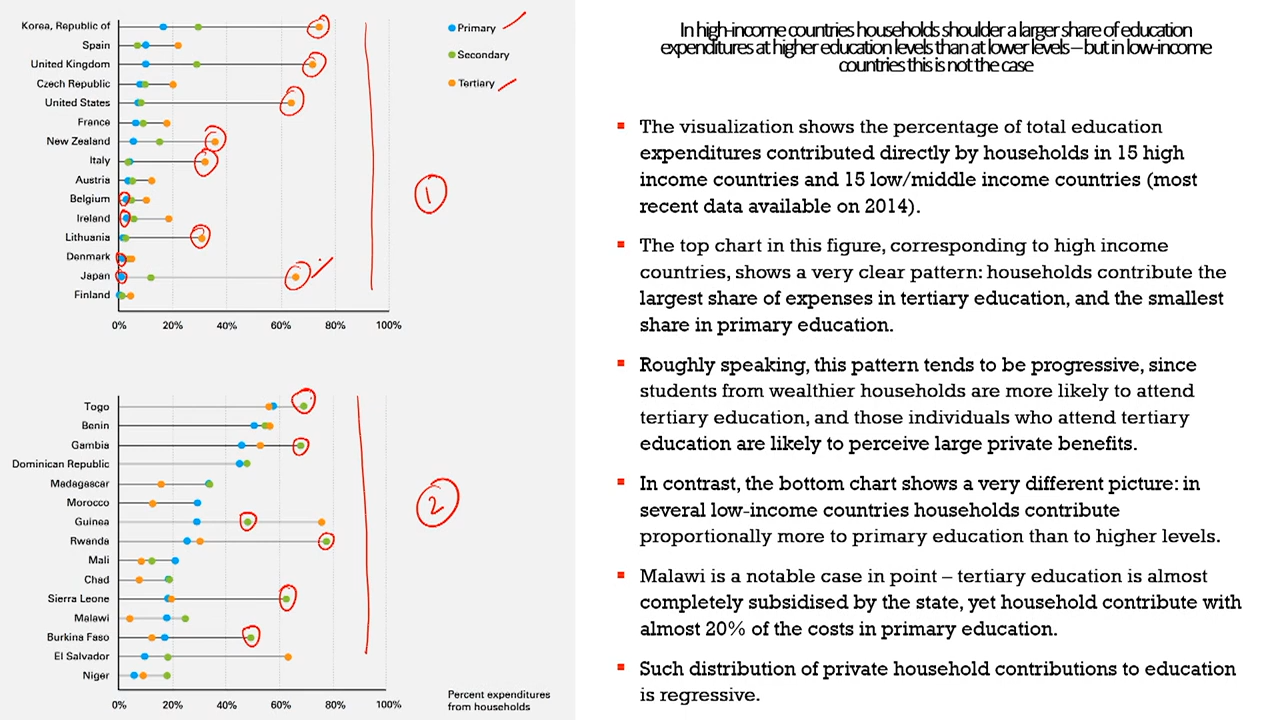 Korea, Republic of
Spain
United Kingdom
Czech Republic
United States
France
New Zealand
Italy
Austria
Belgium
Ireland
Lithuania
Denmark
Japan
Finland
0% 20% 40% 60% 80% 100%
Primary
Secondary
Tertiary
1
Togo
Benin
Gambia
Dominican Republic
Madagascar
Morocco
Guinea
Rwanda
Mali
Chad
Sierra Leone
Malawi
Burkina Faso
El Salvador
Niger
0% 20% 40% 60% 80% 100%
2
Percent expenditures
from households
In high-income countries households shoulder a larger share of education
expenditures at higher education levels than at lower levels – but in low-income
countries this is not the case
The visualization shows the percentage of total education
expenditures contributed directly by households in 15 high
income countries and 15 low/middle income countries (most
recent data available on 2014).
The top chart in this figure, corresponding to high income
countries, shows a very clear pattern: households contribute the
largest share of expenses in tertiary education, and the smallest
share in primary education.
Roughly speaking, this pattern tends to be progressive, since
students from wealthier households are more likely to attend
tertiary education, and those individuals who attend tertiary
education are likely to perceive large private benefits.
In contrast, the bottom chart shows a very different picture: in
several low-income countries households contribute
proportionally more to primary education than to higher levels.
Malawi is a notable case in point – tertiary education is almost
completely subsidised by the state, yet household contribute with
almost 20% of the costs in primary education.
Such distribution of private household contributions to education
is regressive.